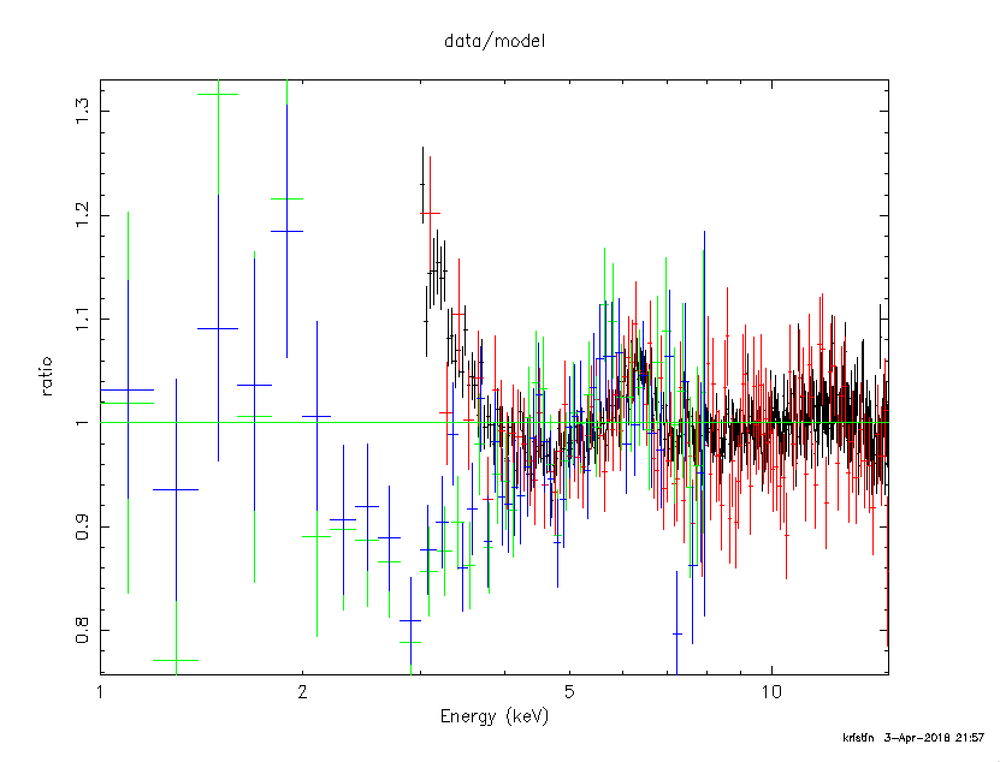 data/model
1.3
1.2
1.1
1
0.9
0.8
ratio
1 2 5 10
Energy (keV)
kristin 3-Apr-2018 21:57